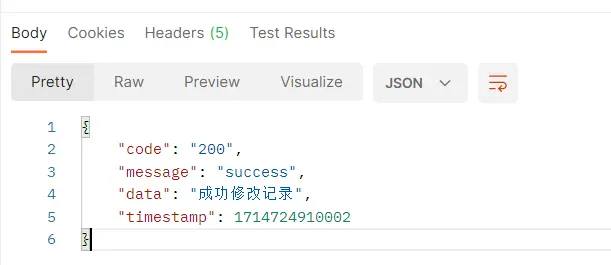 Body Cookies Headers (5) Test Results
Pretty Raw Preview Visualize JSON
1 {
2 "code": "200",
3 "message": "success",
4 "data": "成功修改记录",
5 "timestamp": 1714724910002
6 }